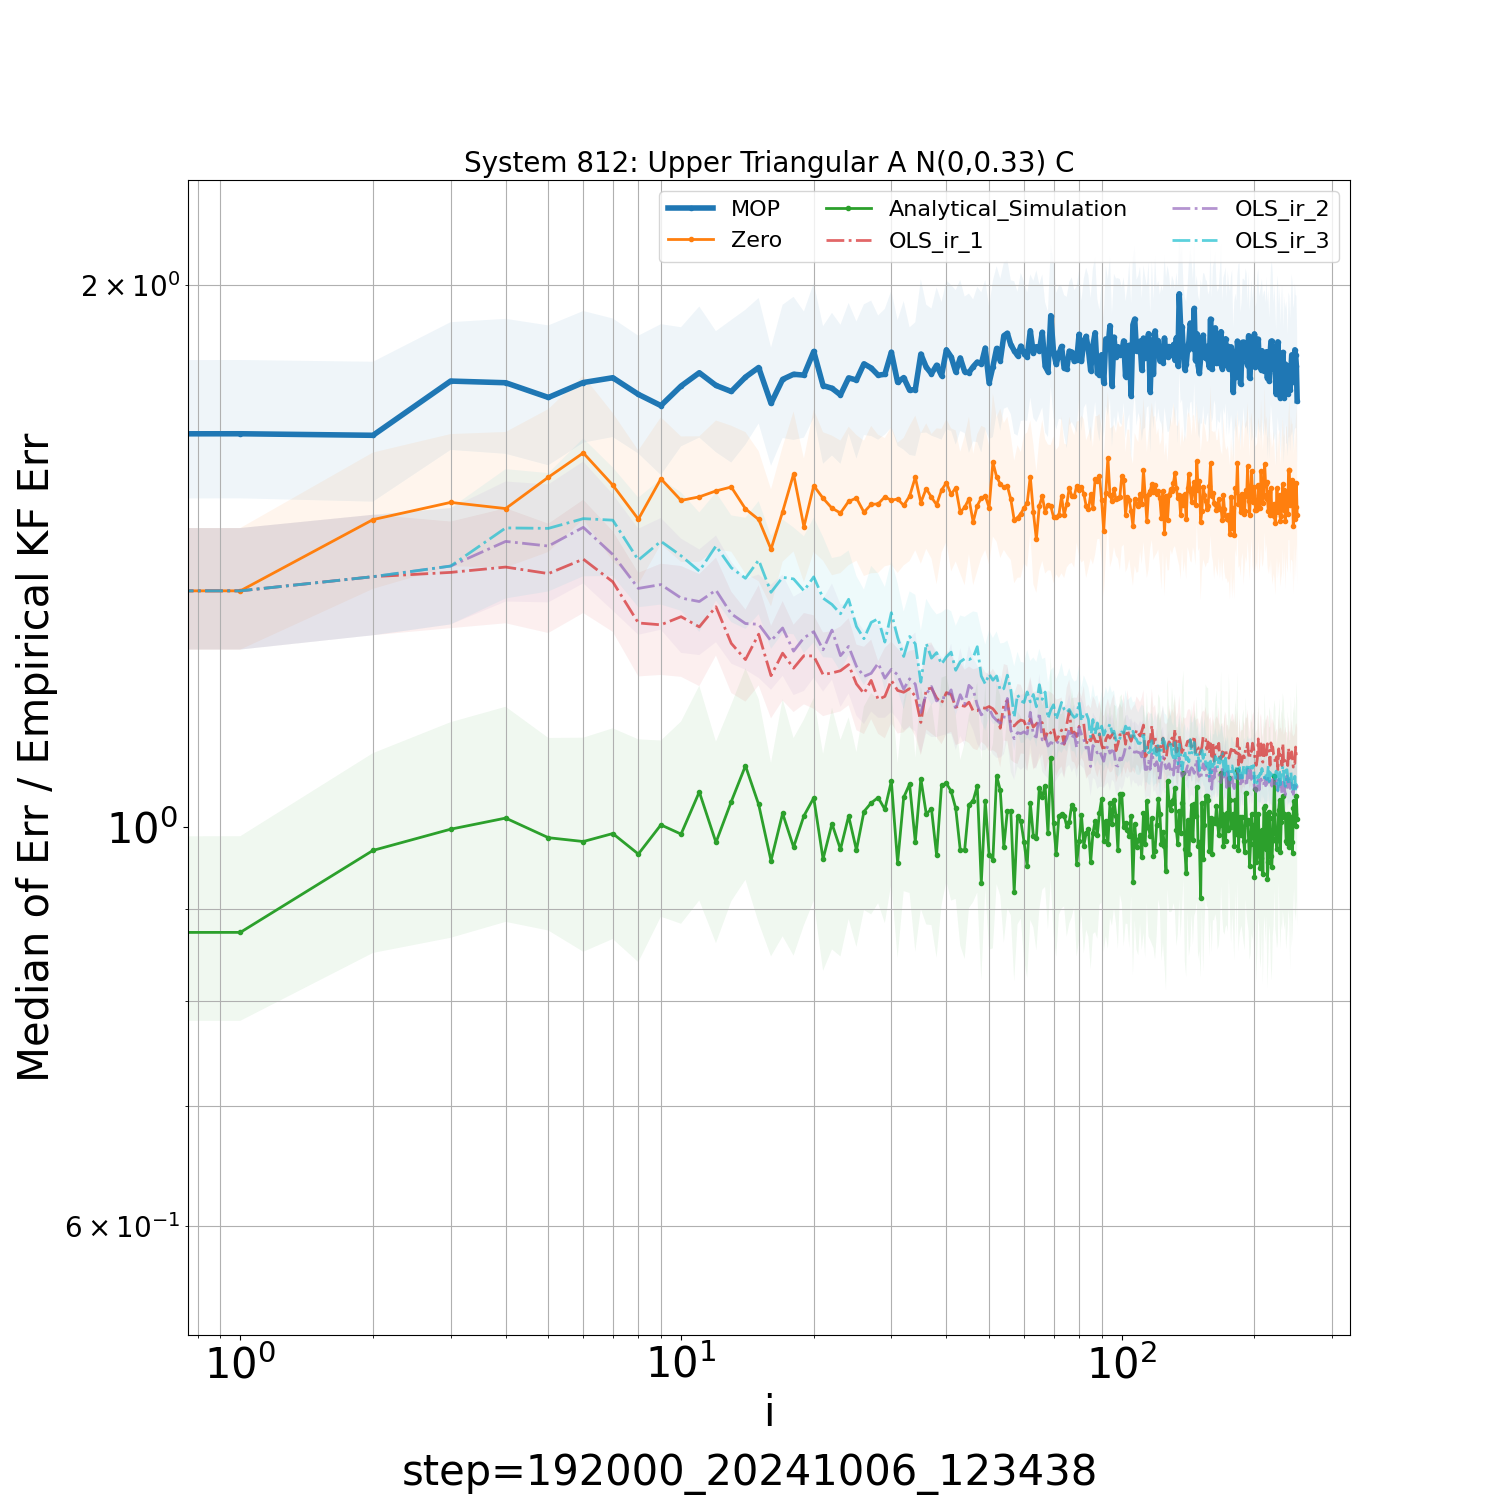 System 812: Upper Triangular A N(0,0.33) C
MOP
Zero
Analytical_Simulation
OLS_ir_1
OLS_ir_2
OLS_ir_3
Median of Err / Empirical KF Err
2 × 10⁰
10⁰
6 × 10⁻¹
10⁰
10¹
10²
i
step=192000_20241006_123438